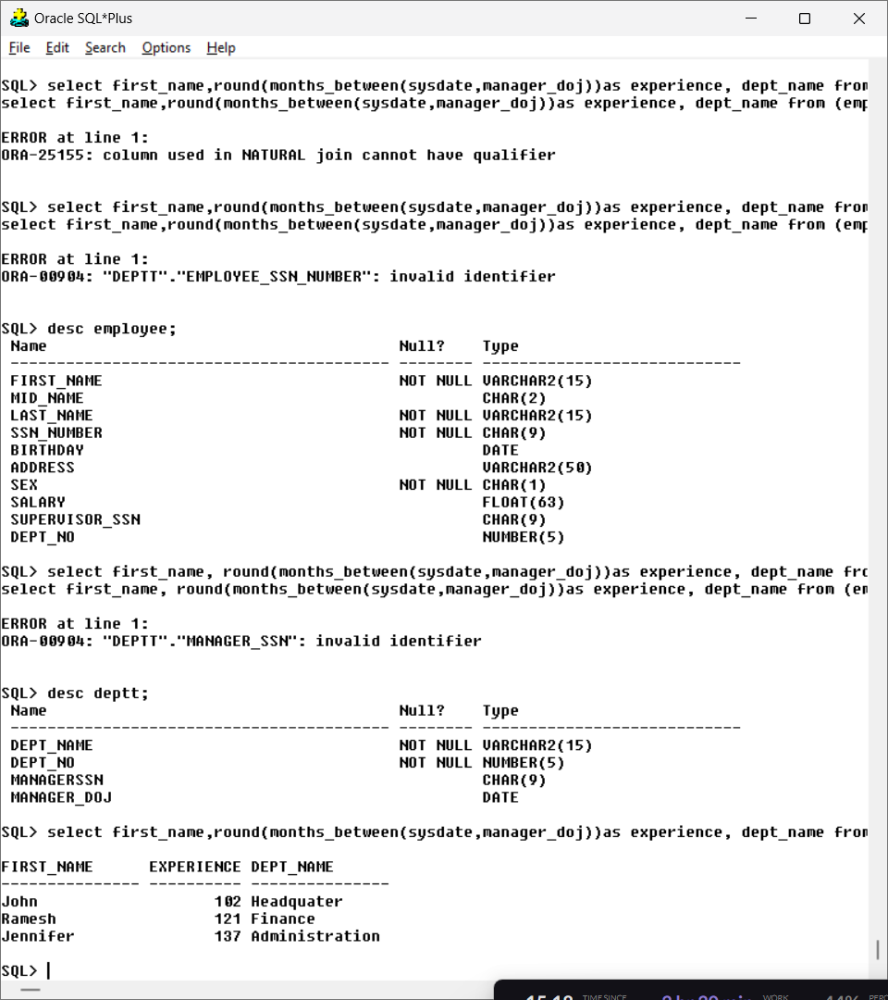 Oracle SQL*Plus
File Edit Search Options Help
SQL> select first_name,round(months_between(sysdate,manager_doj))as experience, dept_name from
select first_name,round(months_between(sysdate,manager_doj))as experience, dept_name from (emp
ERROR at line 1:
ORA-25155: column used in NATURAL join cannot have qualifier
SQL> select first_name,round(months_between(sysdate,manager_doj))as experience, dept_name from
select first_name,round(months_between(sysdate,manager_doj))as experience, dept_name from (emp
ERROR at line 1:
ORA-00904: "DEPTT"."EMPLOYEE_SSN_NUMBER": invalid identifier
SQL> desc employee;
Name Null? Type
----------------------------------------- -------- ----------------------------
FIRST_NAME NOT NULL VARCHAR2(15)
MID_NAME CHAR(2)
LAST_NAME NOT NULL VARCHAR2(15)
SSN_NUMBER NOT NULL CHAR(9)
BIRTHDAY DATE
ADDRESS VARCHAR2(50)
SEX NOT NULL CHAR(1)
SALARY FLOAT(63)
SUPERVISOR_SSN CHAR(9)
DEPT_NO NUMBER(5)
SQL> select first_name, round(months_between(sysdate,manager_doj))as experience, dept_name fro
select first_name, round(months_between(sysdate,manager_doj))as experience, dept_name from (em
ERROR at line 1:
ORA-00904: "DEPTT"."MANAGER_SSN": invalid identifier
SQL> desc deptt;
Name Null? Type
----------------------------------------- -------- ----------------------------
DEPT_NAME NOT NULL VARCHAR2(15)
DEPT_NO NOT NULL NUMBER(5)
MANAGERSSN CHAR(9)
MANAGER_DOJ DATE
SQL> select first_name,round(months_between(sysdate,manager_doj))as experience, dept_name from
FIRST_NAME EXPERIENCE DEPT_NAME
--------------- ---------- ---------------
John 102 Headquater
Ramesh 121 Finance
Jennifer 137 Administration
SQL>
TIME SINCE WORK